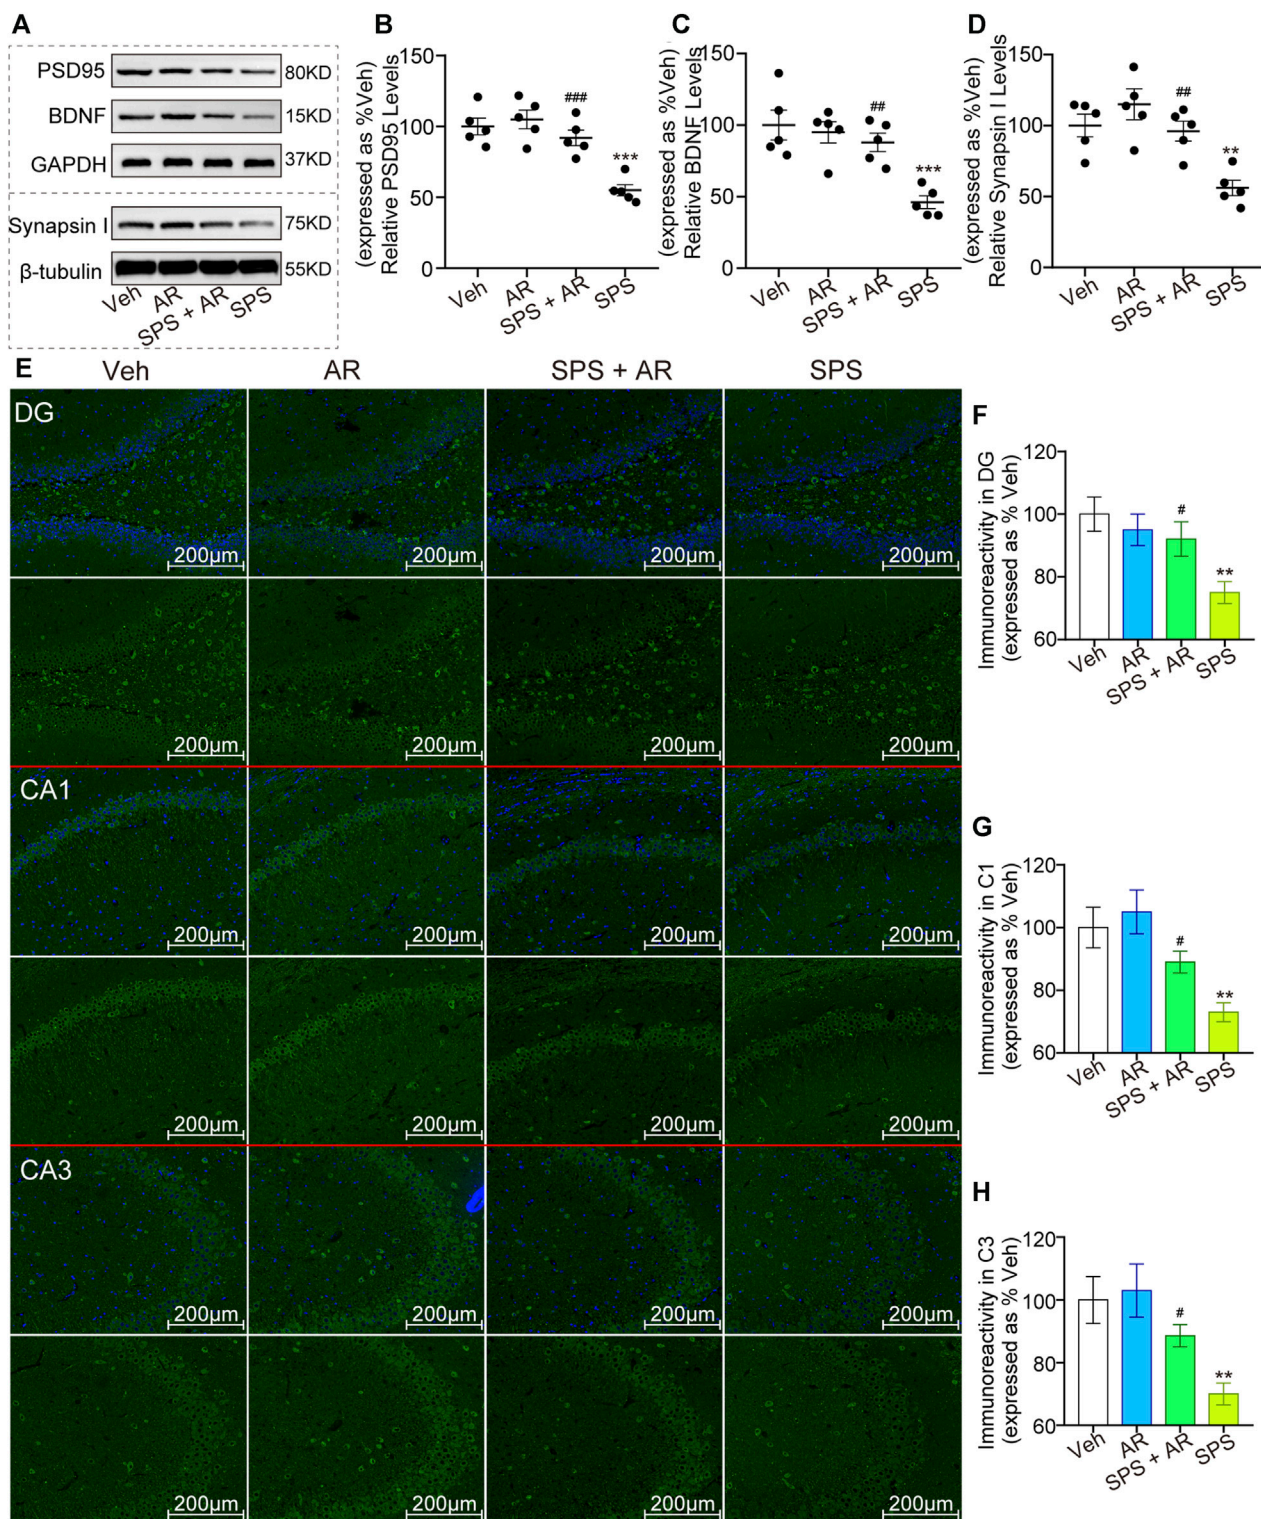 A
PSD95
80KD
BDNF
15KD
GAPDH
37KD
Synapsin I
75KD
β-tubulin
55KD
Veh
AR
SPS + AR
SPS
B
(expressed as %Veh)
Relative PSD95 Levels
150
100
50
0
###
***
Veh
AR
SPS + AR
SPS
C
(expressed as %Veh)
Relative BDNF Levels
150
100
50
0
##
***
Veh
AR
SPS + AR
SPS
D
(expressed as %Veh)
Relative Synapsin I Levels
150
100
50
0
##
**
Veh
AR
SPS + AR
SPS
E
Veh
AR
SPS + AR
SPS
DG
200μm
200μm
200μm
200μm
200μm
200μm
200μm
200μm
CA1
200μm
200μm
200μm
200μm
200μm
200μm
200μm
200μm
CA3
200μm
200μm
200μm
200μm
200μm
200μm
200μm
200μm
F
Immunoreactivity in DG
(expressed as % Veh)
120
100
80
60
#
**
Veh
AR
SPS + AR
SPS
G
Immunoreactivity in C1
(expressed as % Veh)
120
100
80
60
#
**
Veh
AR
SPS + AR
SPS
H
Immunoreactivity in C3
(expressed as % Veh)
120
100
80
60
#
**
Veh
AR
SPS + AR
SPS